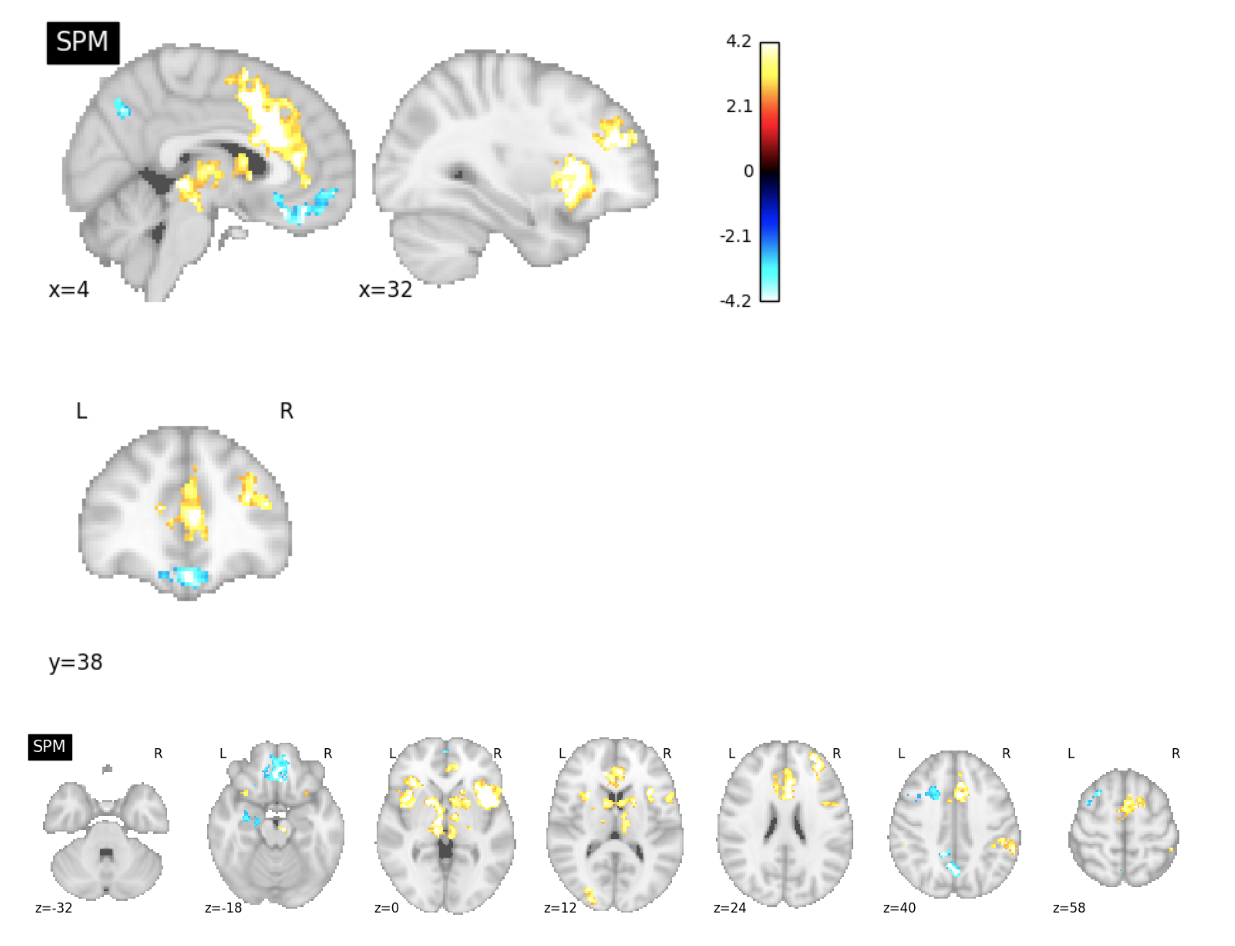 SPM
4.2
2.1
0
-2.1
-4.2
x=4 x=32
L R
y=38
SPM
R L R L R L R L R L R L R
z=-32 z=-18 z=0 z=12 z=24 z=40 z=58